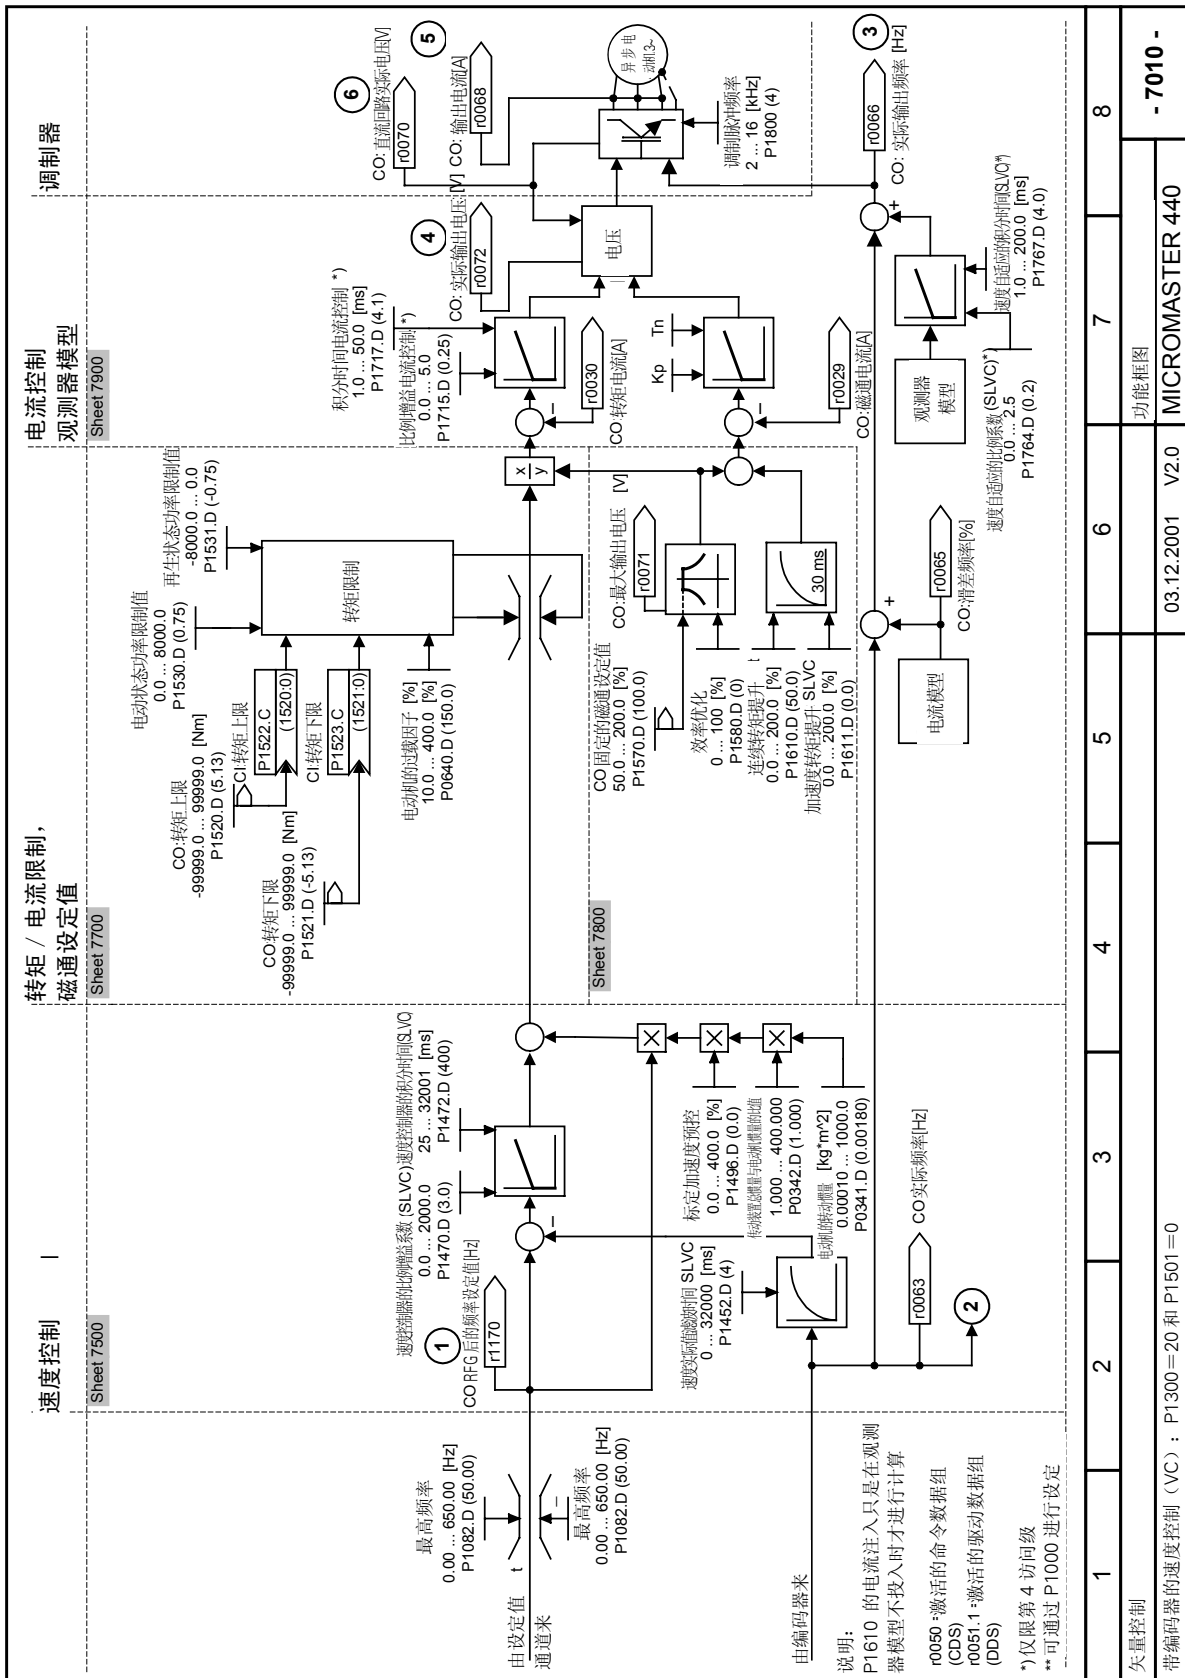 速度控制
Sheet 7500
转矩 / 电流限制，
磁通设定值
Sheet 7700
电流控制
观测器模型
Sheet 7900
调制器
最高频率
0.00 ... 650.00 [Hz]
P1082.D (50.00)
由设定值 t
通道来
最高频率
0.00 ... 650.00 [Hz]
P1082.D (50.00)
1
CO RFG 后的频率设定值[Hz]
r1170
速度控制器的比例增益系数 (SLVC)
0.0 ... 2000.0
P1470.D (3.0)
速度控制器的积分时间(SLVC)
25 ... 32001 [ms]
P1472.D (400)
速度实际值滤波时间 SLVC
0 ... 32000 [ms]
P1452.D (4)
标定加速度预控
0.0 ... 400.0 [%]
P1496.D (0.0)
传动装置总惯量与电动机惯量的比值
1.000 ... 400.000
P0342.D (1.000)
电动机的转动惯量 [kg*m^2]
0.00010 ... 1000.0
P0341.D (0.00180)
由编码器来
CO实际频率[Hz]
r0063
2
CO:转矩上限
-99999.0 ... 99999.0 [Nm]
P1520.D (5.13)
CO转矩下限
-99999.0 ... 99999.0 [Nm]
P1521.D (-5.13)
CI:转矩上限
P1522.C
(1520:0)
CI:转矩下限
P1523.C
(1521:0)
电动状态功率限制值
0.0 ... 8000.0
P1530.D (0.75)
再生状态功率限制值
-8000.0 ... 0.0
P1531.D (-0.75)
转矩限制
电动机的过载因子 [%]
10.0 ... 400.0 [%]
P0640.D (150.0)
Sheet 7800
CO 固定的磁通设定值
50.0 ... 200.0 [%]
P1570.D (100.0)
效率优化
0 ... 100 [%]
P1580.D (0)
连续转矩提升 t
0.0 ... 200.0 [%]
P1610.D (50.0)
加速度转矩提升 SLVC
0.0 ... 200.0 [%]
P1611.D (0.0)
CO:最大输出电压 [V]
r0071
30 ms
x
y
积分时间电流控制 *)
1.0 ... 50.0 [ms]
P1717.D (4.1)
比例增益电流控制 *)
0.0 ... 5.0
P1715.D (0.25)
r0030
CO:转矩电流[A]
Kp Tn
r0029
CO:磁通电流[A]
4
CO: 实际输出电压 [V]
r0072
电压
6
CO: 直流回路实际电压[V]
r0070
5
CO: 输出电流[A]
r0068
异步电
动机3~
调制脉冲频率
2 ... 16 [kHz]
P1800 (4)
3
CO: 实际输出频率 [Hz]
r0066
电流模型
r0065
CO:滑差频率[%]
观测器
模型
速度自适应的比例系数 (SLVC)*)
0.0 ... 2.5
P1764.D (0.2)
速度自适应的积分时间(SLVC)*)
1.0 ... 200.0 [ms]
P1767.D (4.0)
说明：
P1610 的电流注入只是在观测
器模型不投入时才进行计算
r0050 =激活的命令数据组
(CDS)
r0051.1 =激活的驱动数据组
(DDS)
*) 仅限第 4 访问级
** 可通过 P1000 进行设定
1 2 3 4 5 6 7 8
矢量控制
带编码器的速度控制（VC）：P1300＝20 和 P1501＝0
03.12.2001 V2.0
功能框图
MICROMASTER 440
- 7010 -